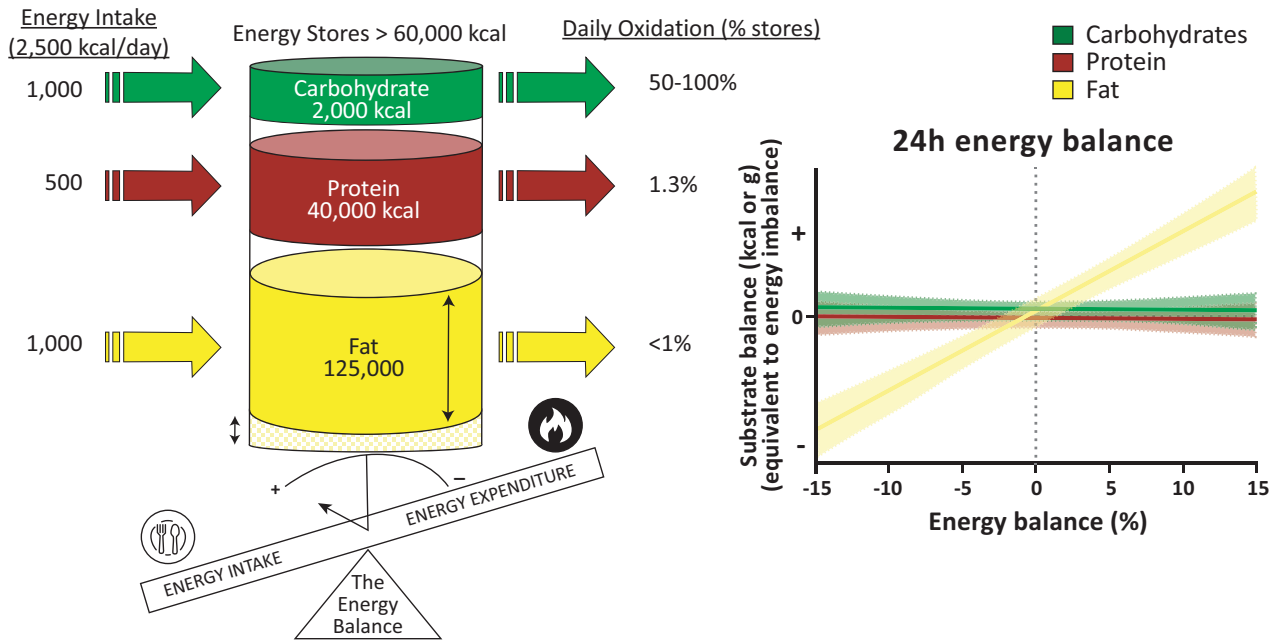 Energy Intake
(2,500 kcal/day)
Energy Stores > 60,000 kcal
Daily Oxidation (% stores)
1,000
Carbohydrate
2,000 kcal
50-100%
500
Protein
40,000 kcal
1.3%
1,000
Fat
125,000
<1%
+
–
ENERGY INTAKE
ENERGY EXPENDITURE
The
Energy
Balance
Carbohydrates
Protein
Fat
24h energy balance
Substrate balance (kcal or g)
(equivalent to energy imbalance)
+
0
-
-15
-10
-5
0
5
10
15
Energy balance (%)